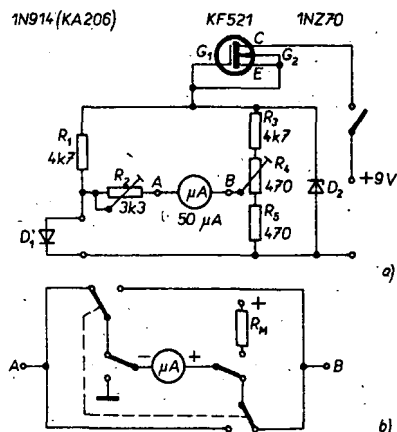 1N914 (KA206) KF521 1NZ70
C
G1 G2
E
R1
4k7
R3
4k7
R2
3k3
A
µA
50 µA
B
R4
470
R5
470
D2
D1
+9V
a)
+
RM
A
− µA +
B
b)